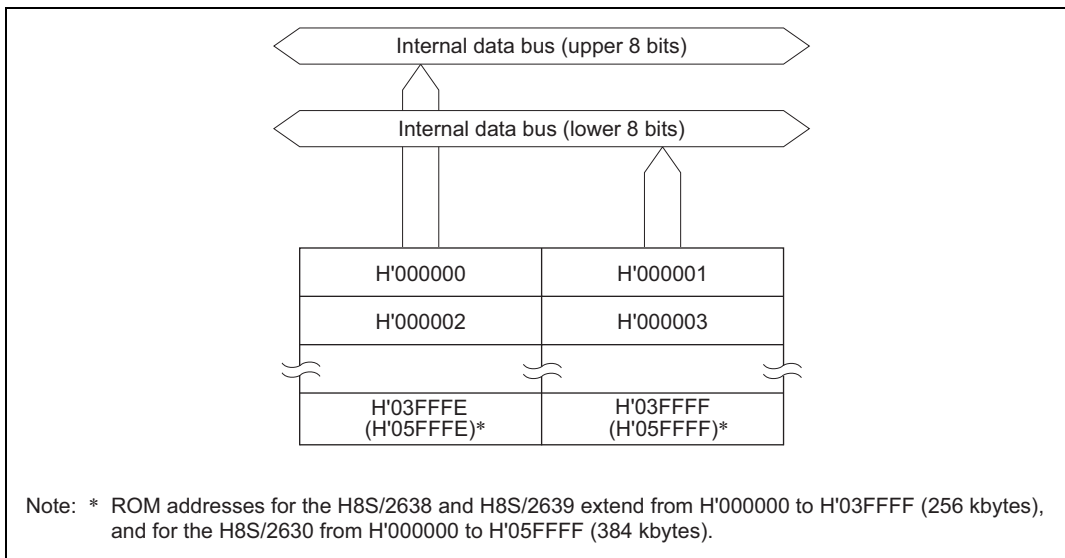 Internal data bus (upper 8 bits)
Internal data bus (lower 8 bits)
H'000000
H'000001
H'000002
H'000003
H'03FFFE
(H'05FFFE)*
H'03FFFF
(H'05FFFF)*
Note: * ROM addresses for the H8S/2638 and H8S/2639 extend from H'000000 to H'03FFFF (256 kbytes),
and for the H8S/2630 from H'000000 to H'05FFFF (384 kbytes).